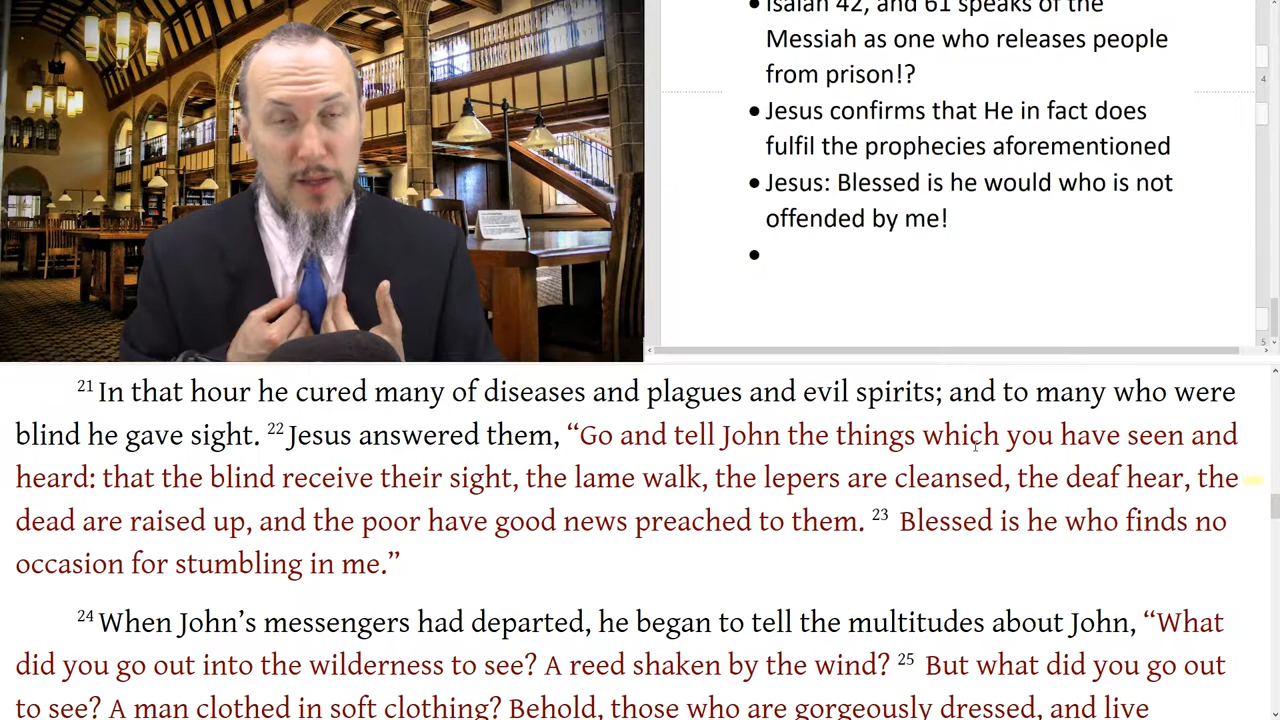 • Isaiah 42, and 61 speaks of the
Messiah as one who releases people
from prison!?
• Jesus confirms that He in fact does
fulfil the prophecies aforementioned
• Jesus: Blessed is he would who is not
offended by me!
•
4
5
21 In that hour he cured many of diseases and plagues and evil spirits; and to many who were
blind he gave sight. 22 Jesus answered them, “Go and tell John the things which you have seen and
heard: that the blind receive their sight, the lame walk, the lepers are cleansed, the deaf hear, the
dead are raised up, and the poor have good news preached to them. 23 Blessed is he who finds no
occasion for stumbling in me.”
24 When John’s messengers had departed, he began to tell the multitudes about John, “What
did you go out into the wilderness to see? A reed shaken by the wind? 25 But what did you go out
to see? A man clothed in soft clothing? Behold, those who are gorgeously dressed, and live